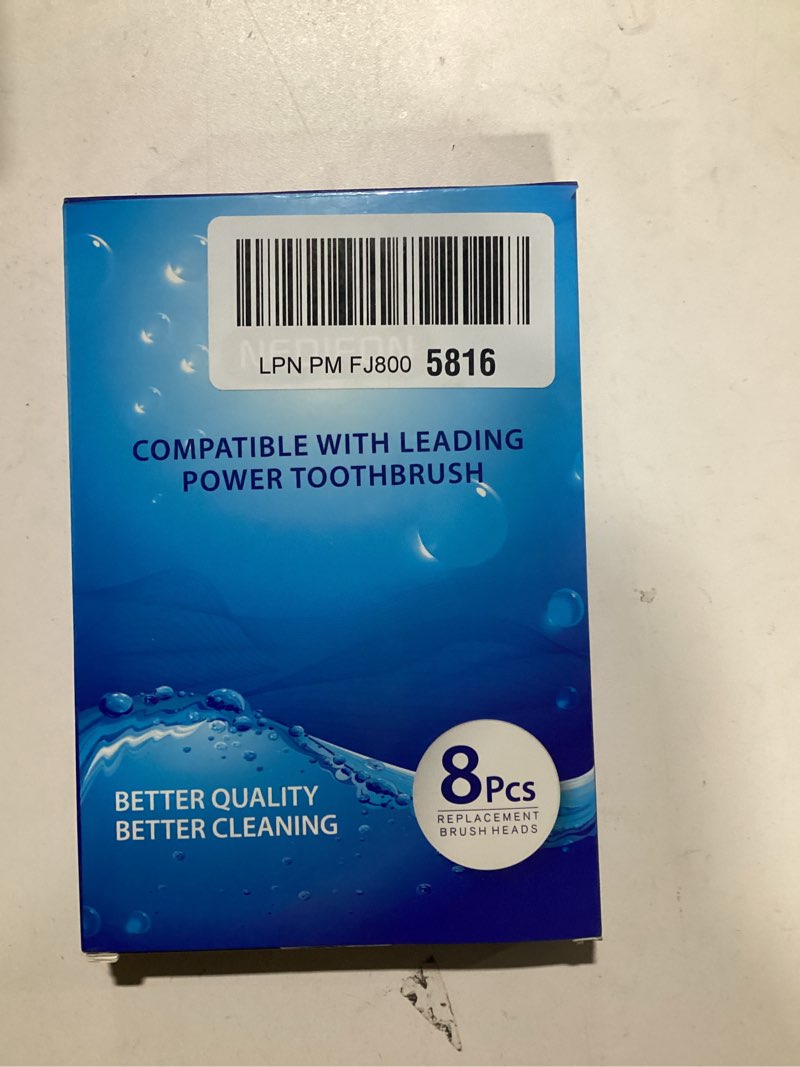 LPN PM FJ800 5816
COMPATIBLE WITH LEADING
POWER TOOTHBRUSH
BETTER QUALITY
BETTER CLEANING
8Pcs
REPLACEMENT
BRUSH HEADS